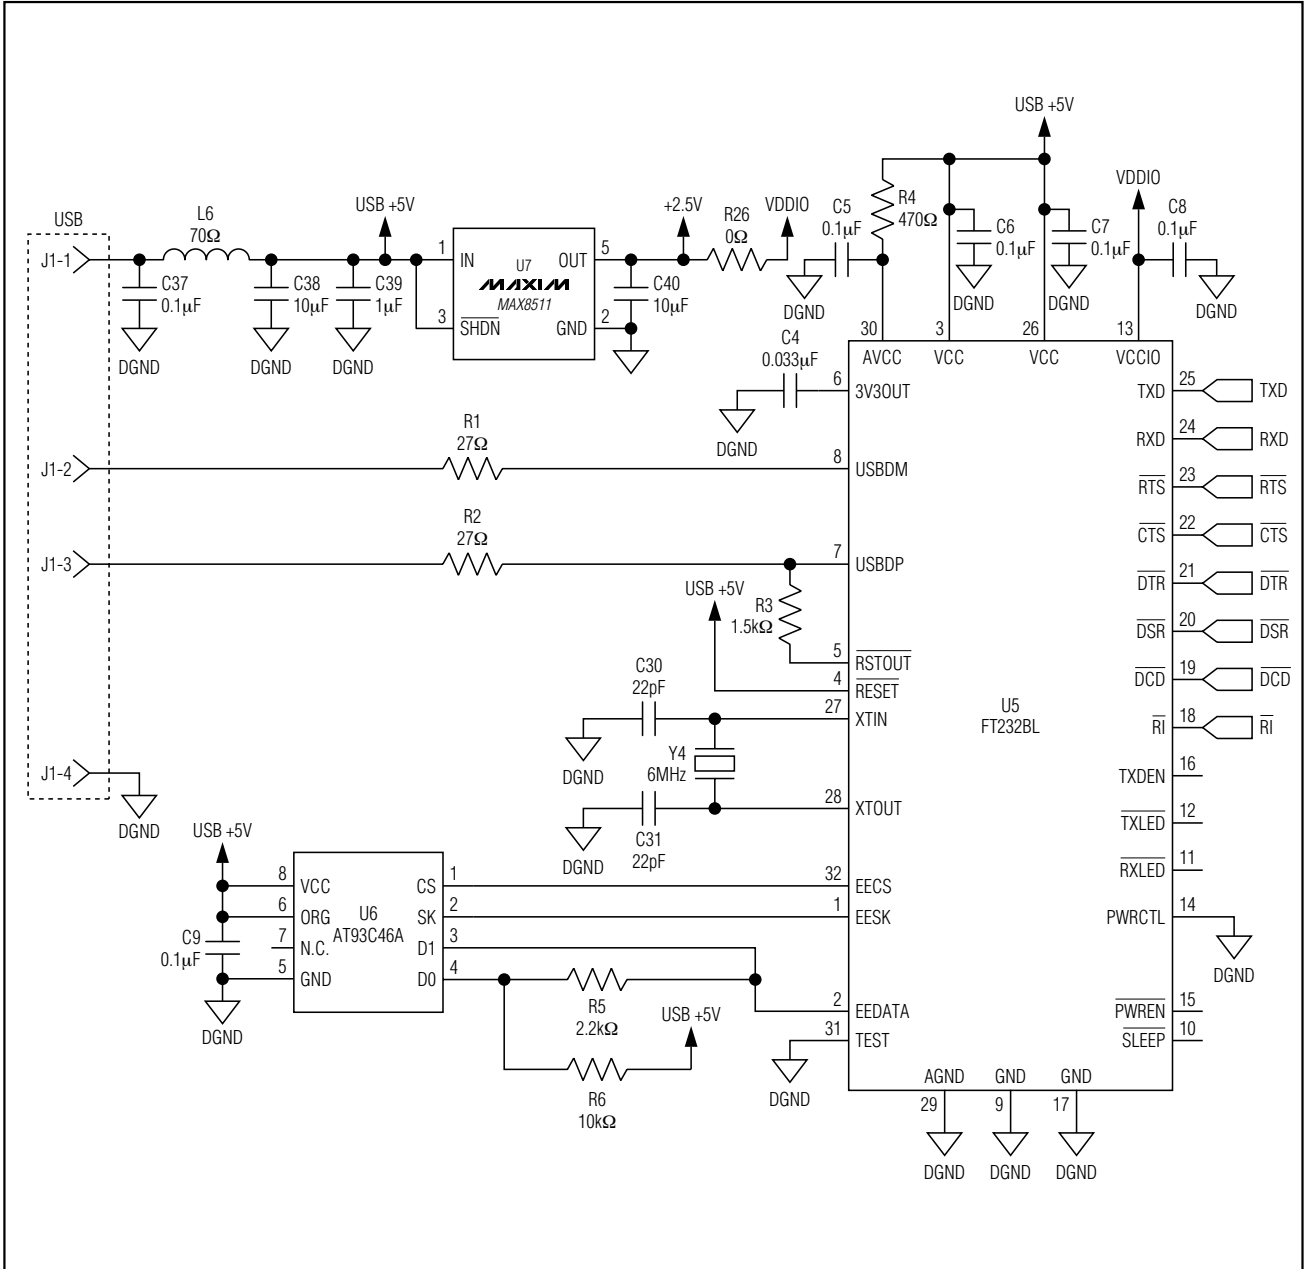 USB +5V
VDDIO
USB
L6
70Ω
USB +5V
+2.5V
R26
0Ω
VDDIO
C5
0.1μF
R4
470Ω
C6
0.1μF
C7
0.1μF
C8
0.1μF
J1-1
C37
0.1μF
C38
10μF
C39
1μF
1
IN
U7
MAXIM
MAX8511
OUT
5
3
SHDN
GND
2
C40
10μF
DGND
DGND
DGND
DGND
DGND
DGND
DGND
30
3
26
13
AVCC
VCC
VCC
VCCIO
C4
0.033μF
DGND
6
3V3OUT
TXD
25
TXD
RXD
24
RXD
RTS
23
RTS
CTS
22
CTS
DTR
21
DTR
DSR
20
DSR
DCD
19
DCD
RI
18
RI
TXDEN
16
TXLED
12
RXLED
11
PWRCTL
14
DGND
PWREN
15
SLEEP
10
J1-2
R1
27Ω
8
USBDM
J1-3
R2
27Ω
7
USBDP
USB +5V
R3
1.5kΩ
5
RSTOUT
4
RESET
U5
FT232BL
C30
22pF
27
XTIN
DGND
Y4
6MHz
28
XTOUT
DGND
C31
22pF
J1-4
DGND
USB +5V
8
VCC
CS
1
32
EECS
6
ORG
U6
AT93C46A
SK
2
1
EESK
7
N.C.
D1
3
C9
0.1μF
5
GND
D0
4
DGND
R5
2.2kΩ
USB +5V
R6
10kΩ
2
EEDATA
31
TEST
DGND
AGND
GND
GND
29
9
17
DGND
DGND
DGND